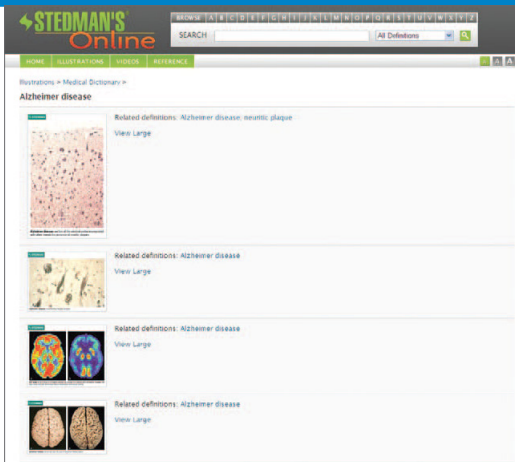 STEDMAN'S
Online
BROWSE A B C D E F G H I J K L M N O P Q R S T U V W X Y Z
SEARCH All Definitions
HOME ILLUSTRATIONS VIDEOS REFERENCE
A A A
Illustrations > Medical Dictionary >
Alzheimer disease
Related definitions: Alzheimer disease, neuritic plaque
View Large
Related definitions: Alzheimer disease
View Large
Related definitions: Alzheimer disease
View Large
Related definitions: Alzheimer disease
View Large